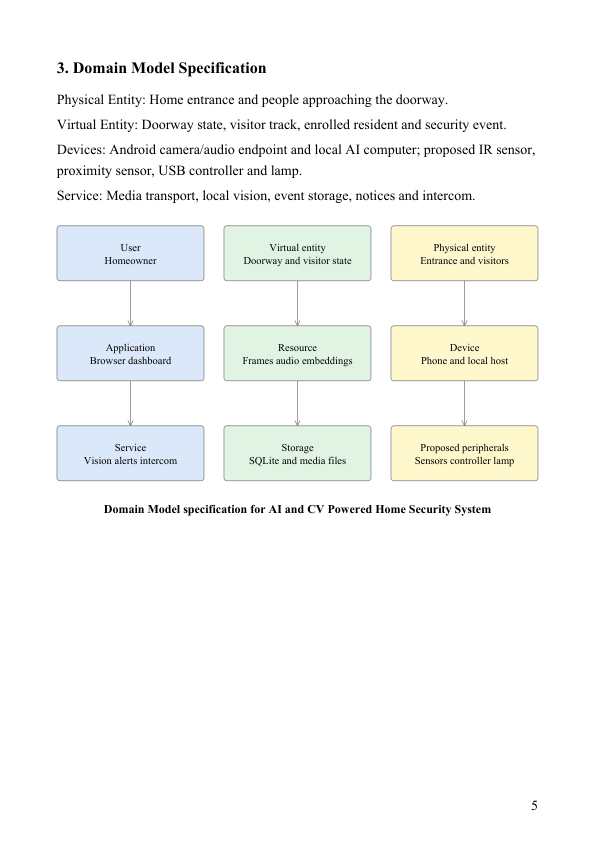 3. Domain Model Specification
Physical Entity: Home entrance and people approaching the doorway.
Virtual Entity: Doorway state, visitor track, enrolled resident and security event.
Devices: Android camera/audio endpoint and local AI computer; proposed IR sensor,
proximity sensor, USB controller and lamp.
Service: Media transport, local vision, event storage, notices and intercom.
User
Homeowner
Virtual entity
Doorway and visitor state
Physical entity
Entrance and visitors
Application
Browser dashboard
Resource
Frames audio embeddings
Device
Phone and local host
Service
Vision alerts intercom
Storage
SQLite and media files
Proposed peripherals
Sensors controller lamp
Domain Model specification for AI and CV Powered Home Security System
5